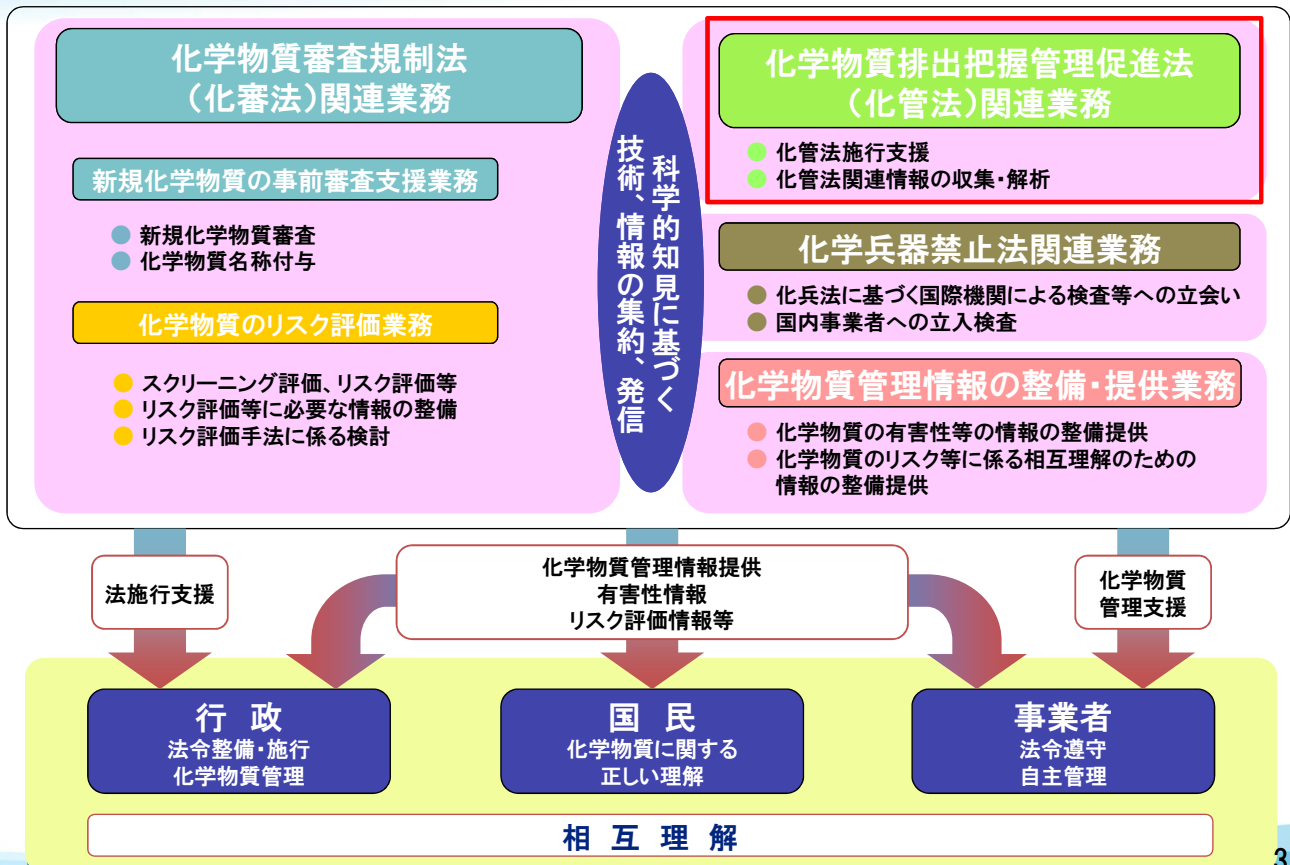 化学物質審査規制法
（化審法）関連業務
新規化学物質の事前審査支援業務
● 新規化学物質審査
● 化学物質名称付与
化学物質のリスク評価業務
● スクリーニング評価、リスク評価等
● リスク評価等に必要な情報の整備
● リスク評価手法に係る検討
科学的知見に基づく
技術、情報の集約、発信
化学物質排出把握管理促進法
（化管法）関連業務
● 化管法施行支援
● 化管法関連情報の収集・解析
化学兵器禁止法関連業務
● 化兵法に基づく国際機関による検査等への立会い
● 国内事業者への立入検査
化学物質管理情報の整備・提供業務
● 化学物質の有害性等の情報の整備提供
● 化学物質のリスク等に係る相互理解のための
情報の整備提供
法施行支援
化学物質管理情報提供
有害性情報
リスク評価情報等
化学物質
管理支援
行 政
法令整備・施行
化学物質管理
国 民
化学物質に関する
正しい理解
事業者
法令遵守
自主管理
相 互 理 解
3